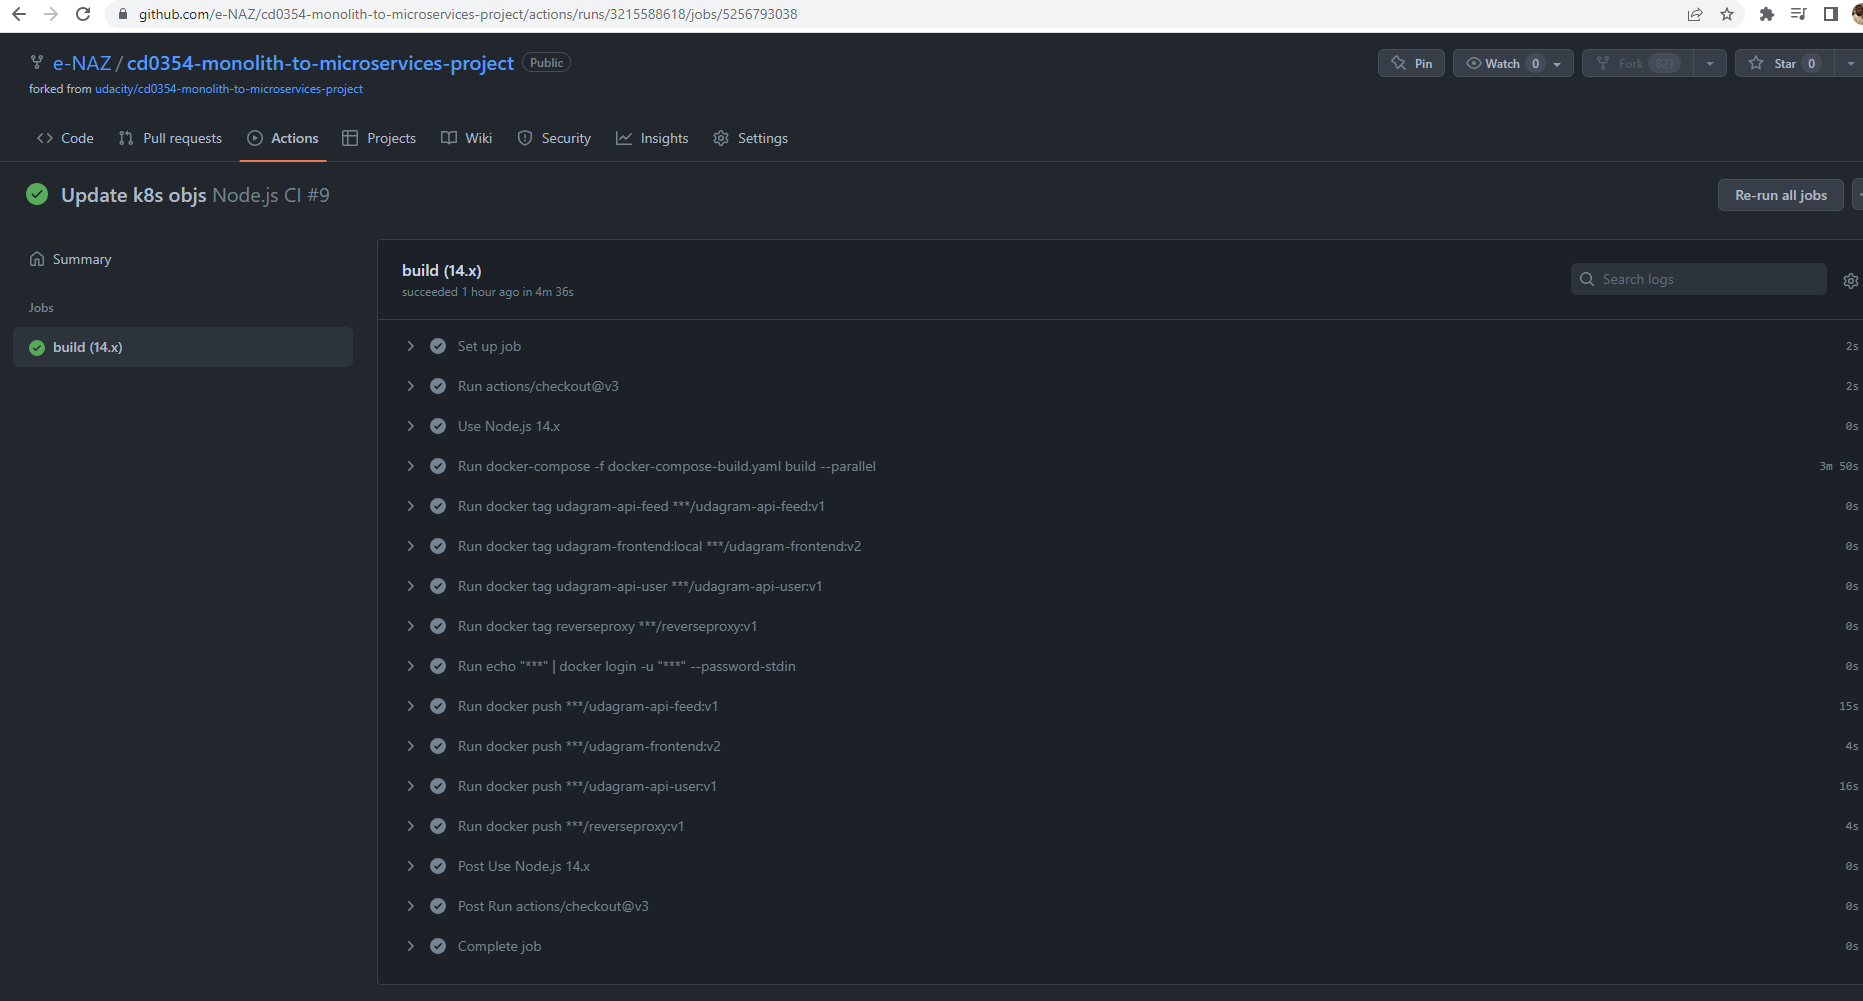 github.com/e-NAZ/cd0354-monolith-to-microservices-project/actions/runs/3215588618/jobs/5256793038
e-NAZ / cd0354-monolith-to-microservices-project Public
Pin Watch 0 Fork 821 Star 0
forked from udacity/cd0354-monolith-to-microservices-project
Code Pull requests Actions Projects Wiki Security Insights Settings
Update k8s objs Node.js CI #9
Re-run all jobs
Summary
Jobs
build (14.x)
build (14.x)
succeeded 1 hour ago in 4m 36s
Search logs
Set up job 2s
Run actions/checkout@v3 2s
Use Node.js 14.x 0s
Run docker-compose -f docker-compose-build.yaml build --parallel 3m 50s
Run docker tag udagram-api-feed ***/udagram-api-feed:v1 0s
Run docker tag udagram-frontend:local ***/udagram-frontend:v2 0s
Run docker tag udagram-api-user ***/udagram-api-user:v1 0s
Run docker tag reverseproxy ***/reverseproxy:v1 0s
Run echo "***" | docker login -u "***" --password-stdin 0s
Run docker push ***/udagram-api-feed:v1 15s
Run docker push ***/udagram-frontend:v2 4s
Run docker push ***/udagram-api-user:v1 16s
Run docker push ***/reverseproxy:v1 4s
Post Use Node.js 14.x 0s
Post Run actions/checkout@v3 0s
Complete job 0s